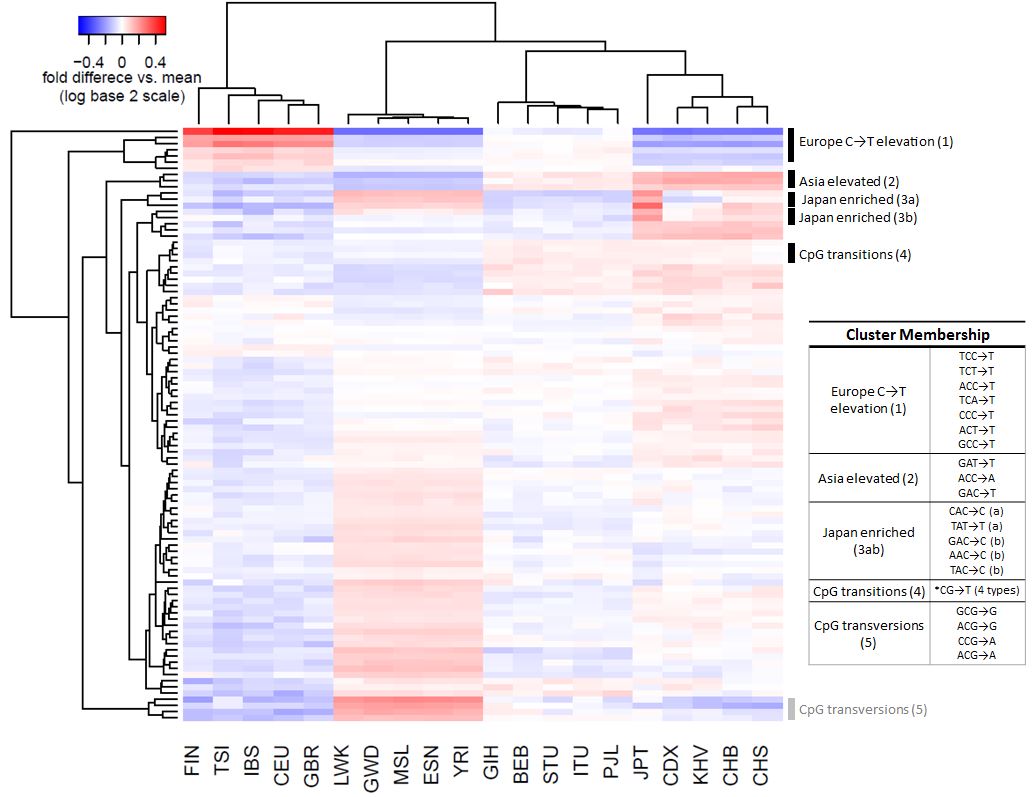 −0.4 0 0.4
fold differece vs. mean
(log base 2 scale)
Europe C→T elevation (1)
Asia elevated (2)
Japan enriched (3a)
Japan enriched (3b)
CpG transitions (4)
CpG transversions (5)
Cluster Membership
Europe C→T
elevation (1)
TCC→T
TCT→T
ACC→T
TCA→T
CCC→T
ACT→T
GCC→T
Asia elevated (2)
GAT→T
ACC→A
GAC→T
Japan enriched
(3ab)
CAC→C (a)
TAT→T (a)
GAC→C (b)
AAC→C (b)
TAC→C (b)
CpG transitions (4)
*CG→T (4 types)
CpG transversions
(5)
GCG→G
ACG→G
CCG→A
ACG→A
FIN
TSI
IBS
CEU
GBR
LWK
GWD
MSL
ESN
YRI
GIH
BEB
STU
ITU
PJL
JPT
CDX
KHV
CHB
CHS